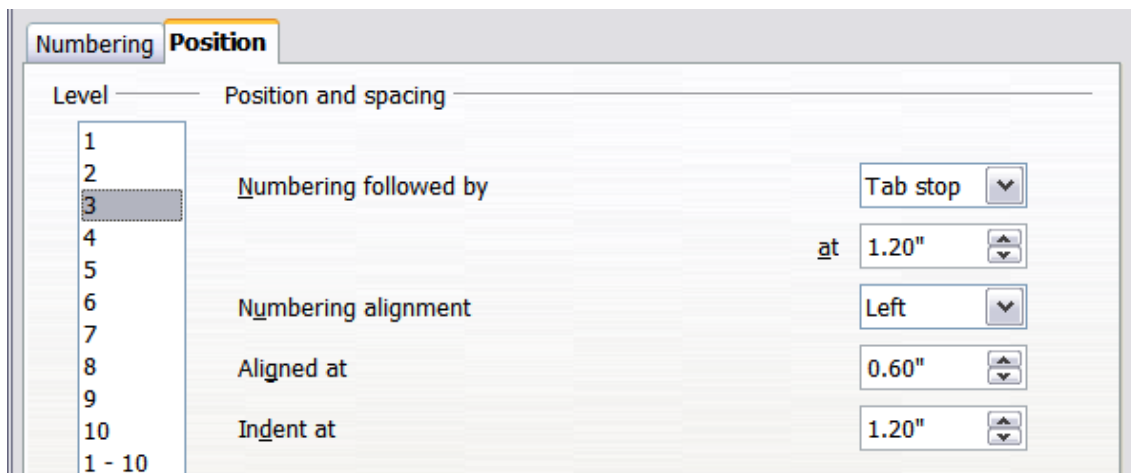 Numbering Position
Level Position and spacing
1
2
3
4
5
6
7
8
9
10
1 - 10
Numbering followed by Tab stop
at 1.20"
Numbering alignment Left
Aligned at 0.60"
Indent at 1.20"